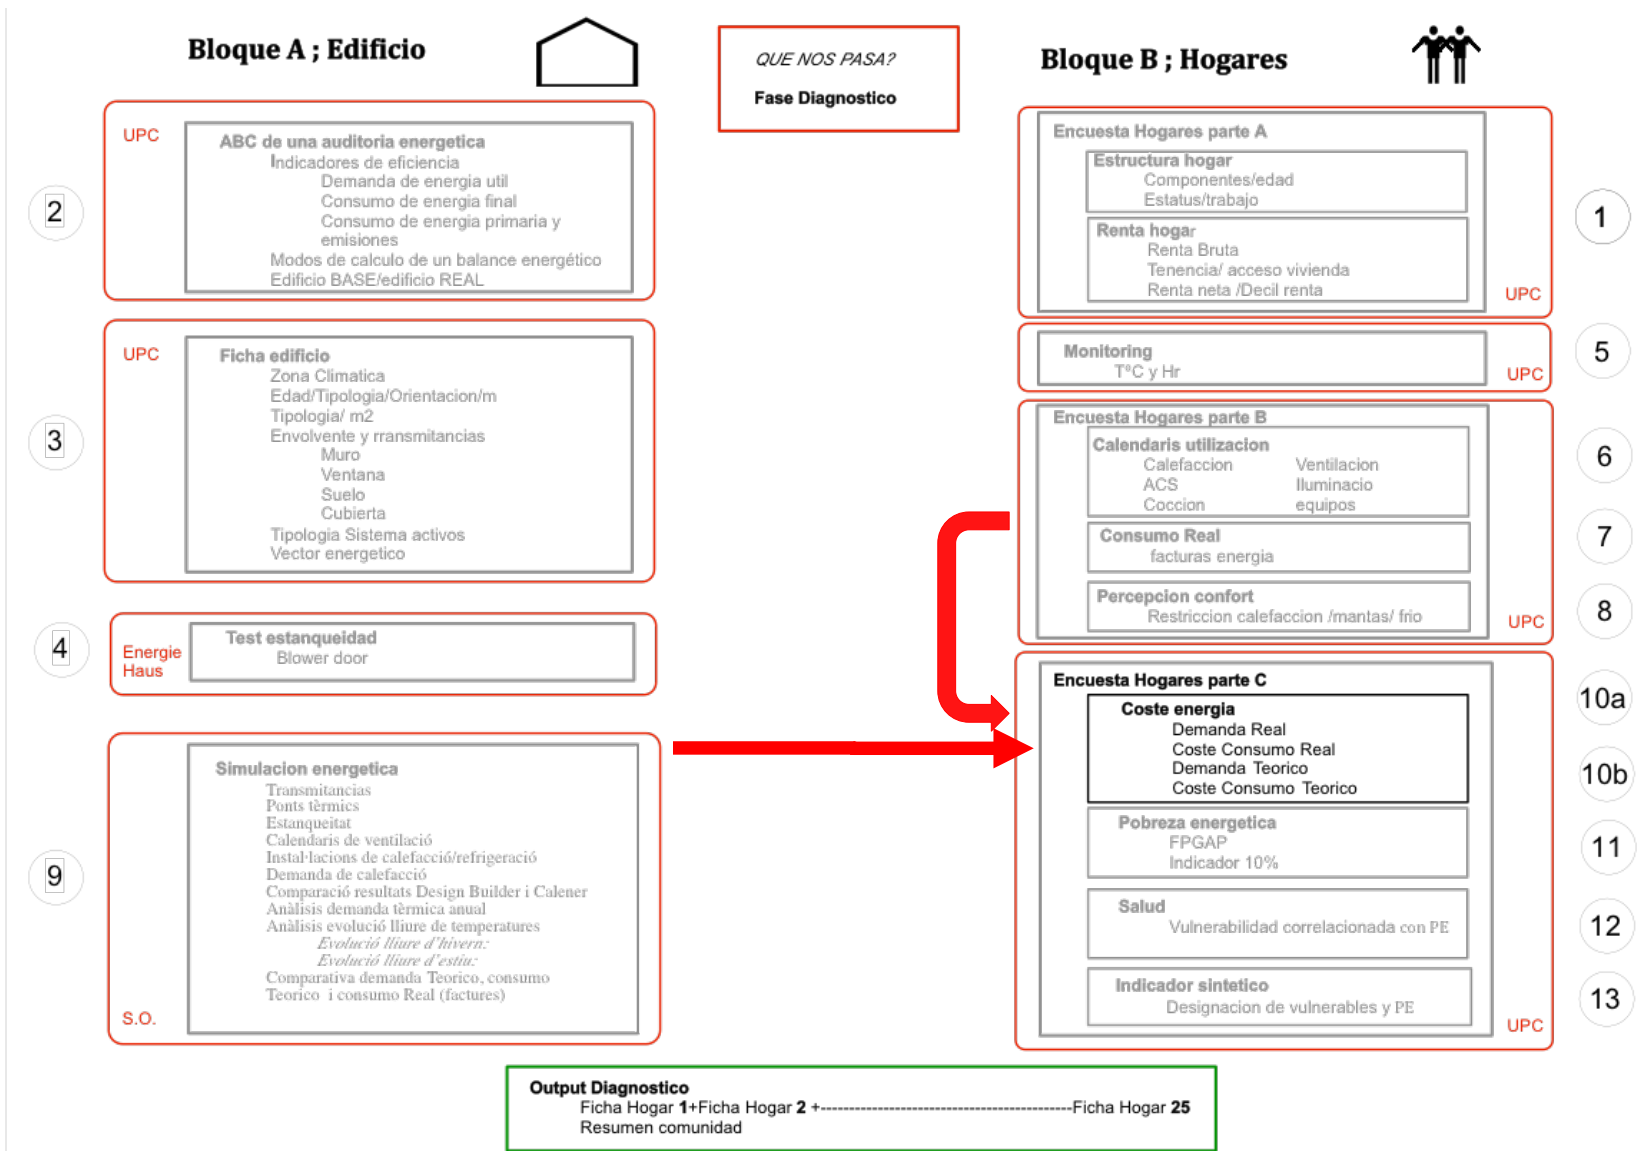 Bloque A ; Edificio
QUE NOS PASA?
Fase Diagnostico
Bloque B ; Hogares
2
UPC
ABC de una auditoria energetica
Indicadores de eficiencia
Demanda de energia util
Consumo de energia final
Consumo de energia primaria y
emisiones
Modos de calculo de un balance energético
Edificio BASE/edificio REAL
3
UPC
Ficha edificio
Zona Climatica
Edad/Tipologia/Orientacion/m
Tipologia/ m2
Envolvente y rransmitancias
Muro
Ventana
Suelo
Cubierta
Tipologia Sistema activos
Vector energetico
4
Energie
Haus
Test estanqueidad
Blower door
9
Simulacion energetica
Transmitancias
Ponts tèrmics
Estanqueitat
Calendaris de ventilació
Instal·lacions de calefacció/refrigeració
Demanda de calefacció
Comparació resultats Design Builder i Calener
Anàlisis demanda tèrmica anual
Anàlisis evolució lliure de temperatures
Evolució lliure d'hivern:
Evolució lliure d'estiu:
Comparativa demanda Teorico, consumo
Teorico i consumo Real (factures)
S.O.
Encuesta Hogares parte A
Estructura hogar
Componentes/edad
Estatus/trabajo
Renta hogar
Renta Bruta
Tenencia/ acceso vivienda
Renta neta /Decil renta
UPC
1
Monitoring
TºC y Hr
UPC
5
Encuesta Hogares parte B
Calendaris utilizacion
Calefaccion Ventilacion
ACS Iluminacio
Coccion equipos
6
Consumo Real
facturas energia
7
Percepcion confort
Restriccion calefaccion /mantas/ frio
UPC
8
Encuesta Hogares parte C
Coste energia
Demanda Real
Coste Consumo Real
Demanda Teorico
Coste Consumo Teorico
10a
10b
Pobreza energetica
FPGAP
Indicador 10%
11
Salud
Vulnerabilidad correlacionada con PE
12
Indicador sintetico
Designacion de vulnerables y PE
UPC
13
Output Diagnostico
Ficha Hogar 1+Ficha Hogar 2 +-------------------------------------------Ficha Hogar 25
Resumen comunidad